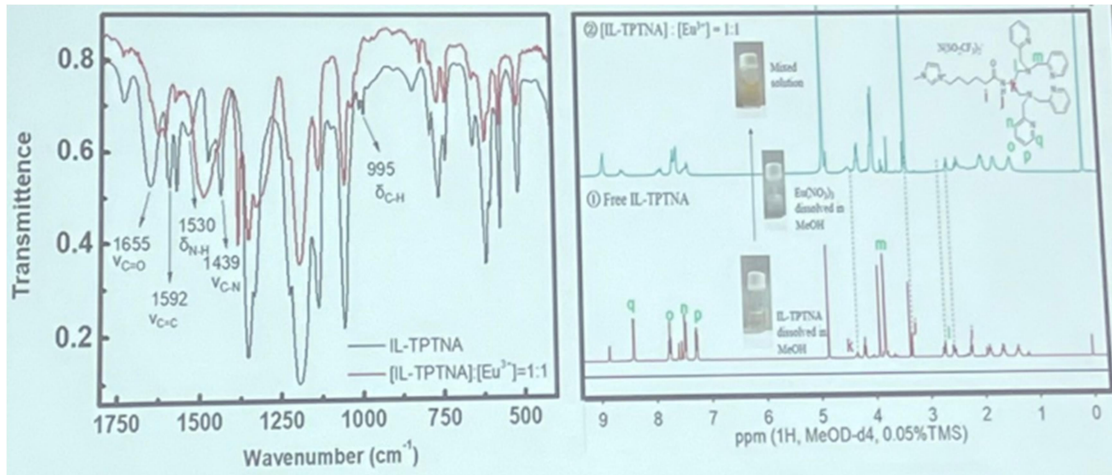 Transmittence
0.8
0.6
0.4
0.2
1655
νC=O
1592
νC=C
1530
δN-H
1439
νC-N
995
δC-H
IL-TPTNA
[IL-TPTNA]:[Eu³⁺]=1:1
1750 1500 1250 1000 750 500
Wavenumber (cm⁻¹)
② [IL-TPTNA] : [Eu³⁺] = 1:1
Mixed
solution
N(SO₂CF₃)₂⁻
N
O
m
n
o
p
q
① Free IL-TPTNA
Eu(NO₃)₃
dissolved in
MeOH
IL-TPTNA
dissolved in
MeOH
q o n p m k
9 8 7 6 5 4 3 2 1 0
ppm (1H, MeOD-d4, 0.05%TMS)